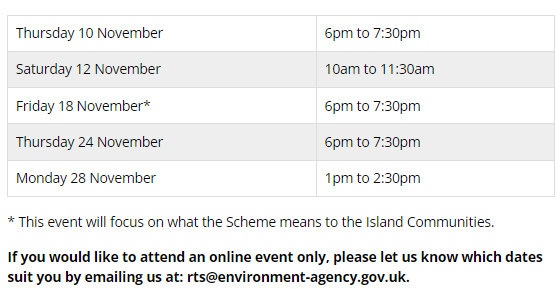 Thursday 10 November 6pm to 7:30pm
Saturday 12 November 10am to 11:30am
Friday 18 November* 6pm to 7:30pm
Thursday 24 November 6pm to 7:30pm
Monday 28 November 1pm to 2:30pm
* This event will focus on what the Scheme means to the Island Communities.
If you would like to attend an online event only, please let us know which dates
suit you by emailing us at: rts@environment-agency.gov.uk.